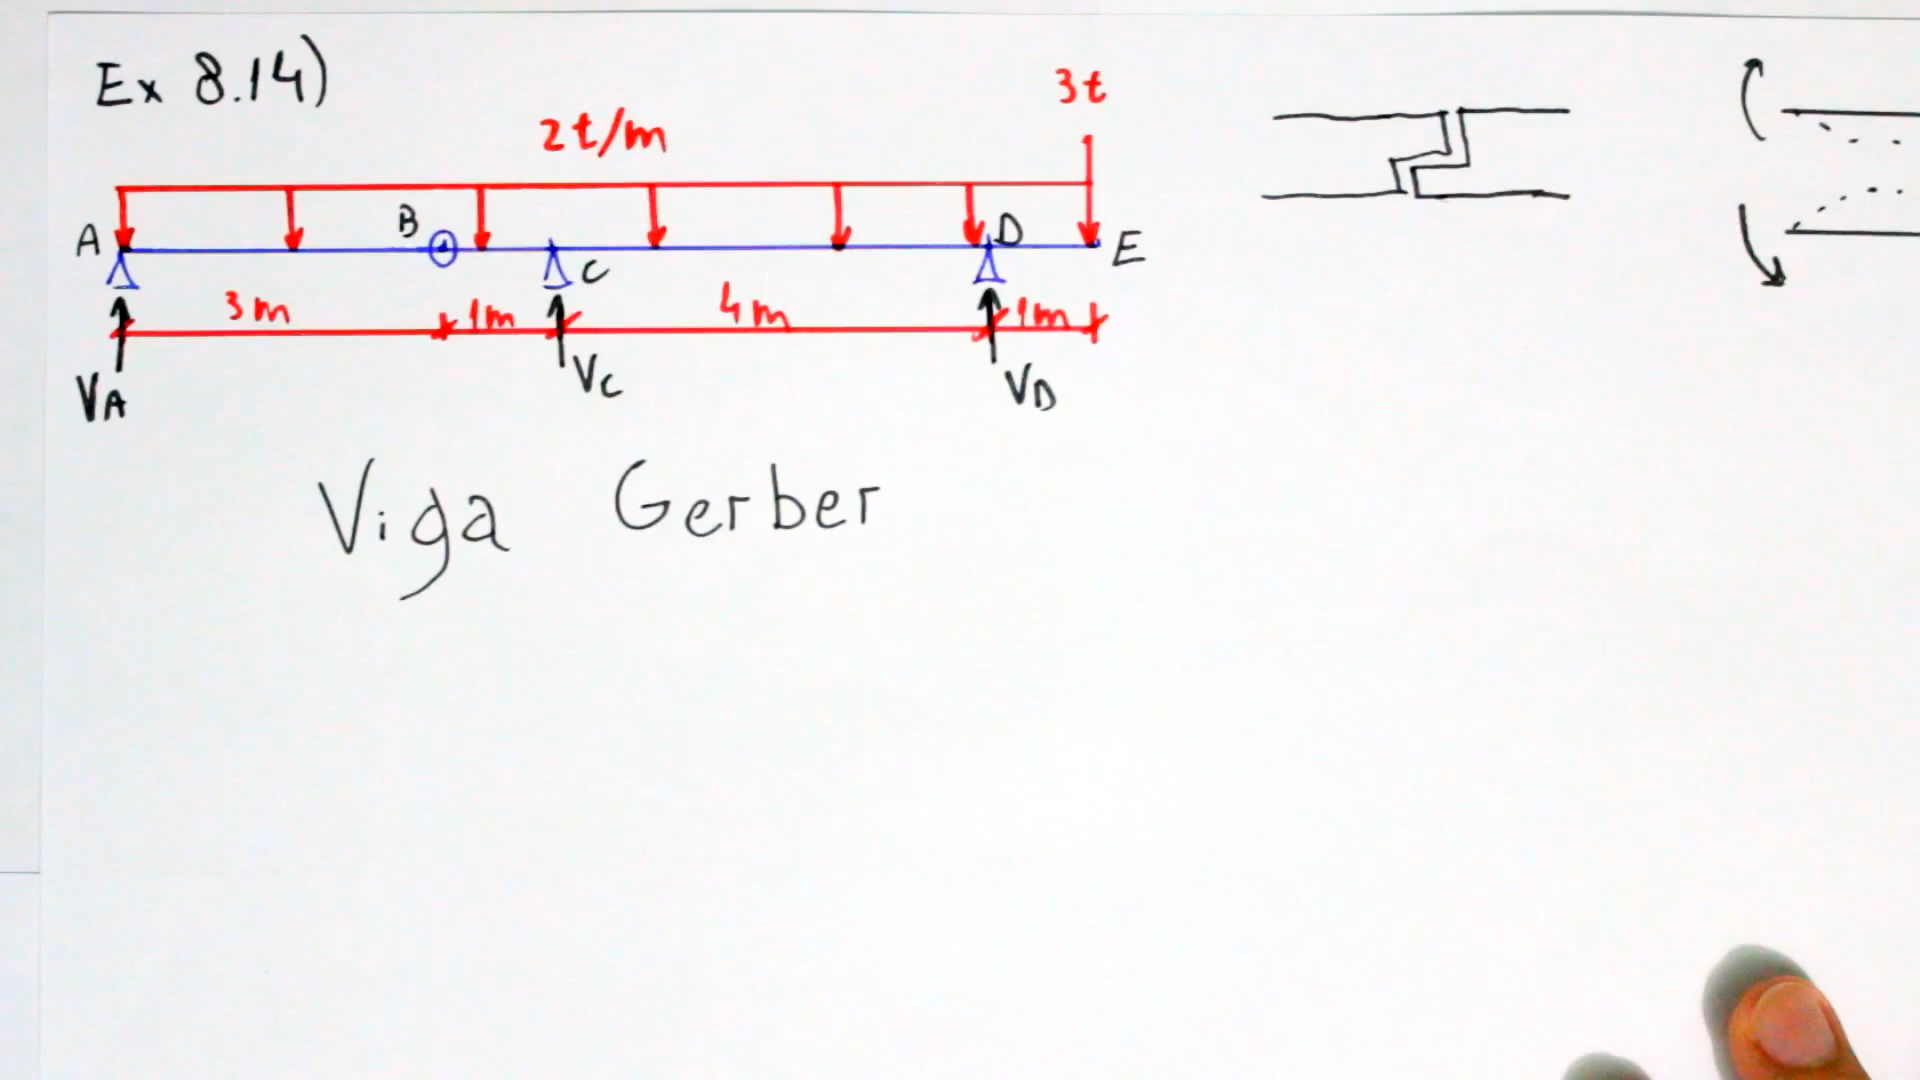 Ex 8.14)
3t
2t/m
A B C D E
3m 1m 4m 1m
VA VC VD
Viga Gerber